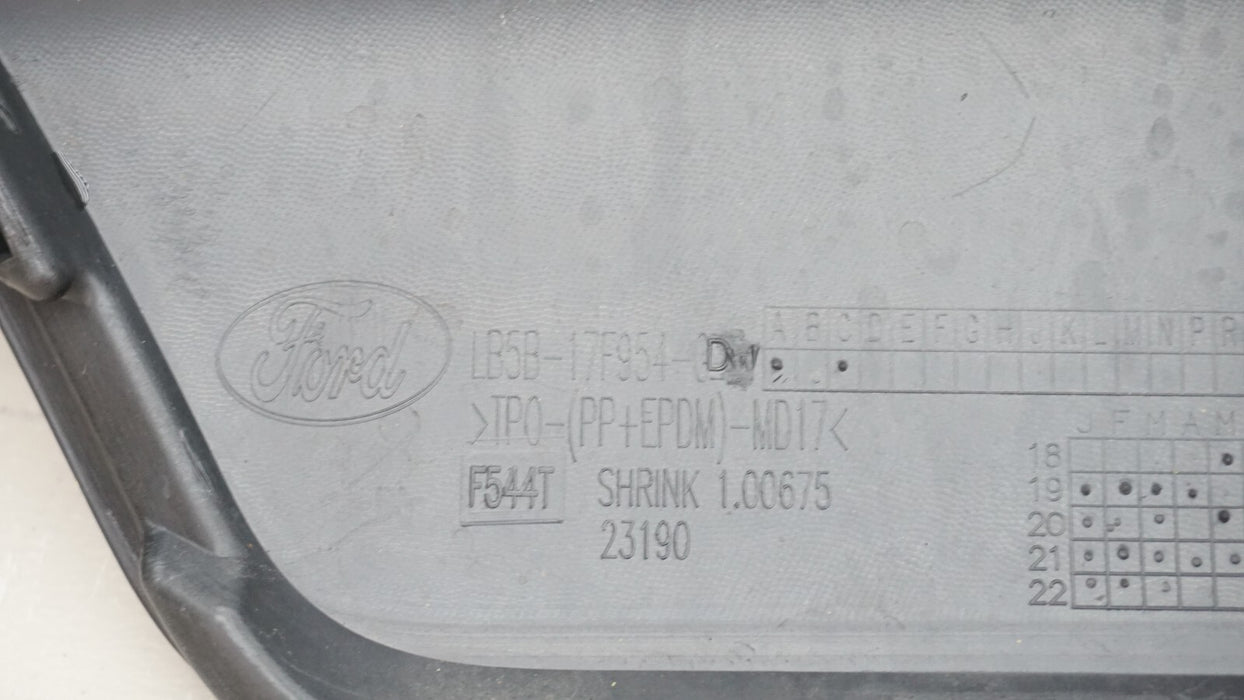 Ford
LB5B-17F954-
A B C D E F G H J K L M N P R
>TPO-(PP+EPDM)-MD17<
J F M A M
F544T
SHRINK 1.00675
23190
18
19
20
21
22